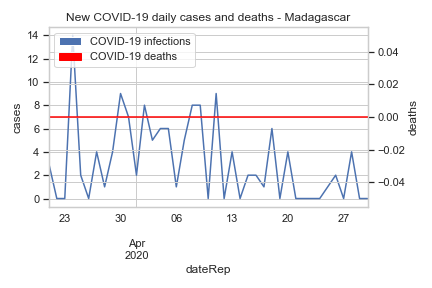 New COVID-19 daily cases and deaths - Madagascar
COVID-19 infections
COVID-19 deaths
14
12
10
8
6
4
2
0
cases
0.04
0.02
0.00
−0.02
−0.04
deaths
23
30
06
13
20
27
Apr
2020
dateRep